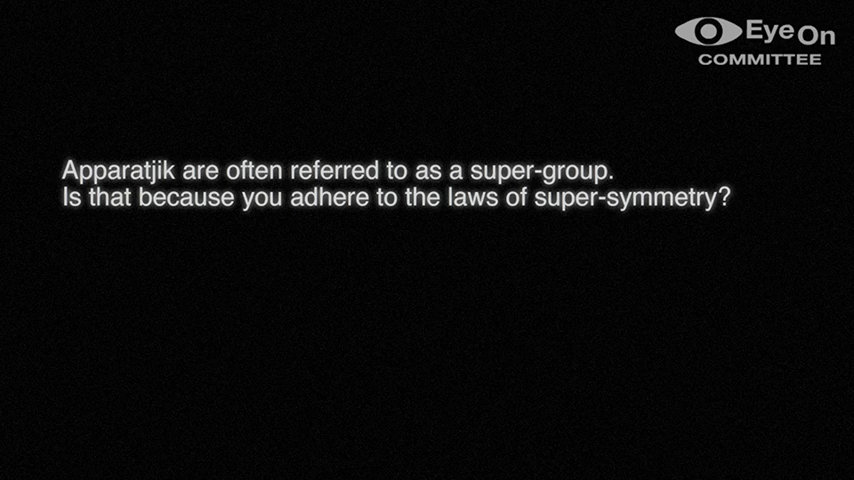 Eye On
COMMITTEE
Apparatjik are often referred to as a super-group.
Is that because you adhere to the laws of super-symmetry?